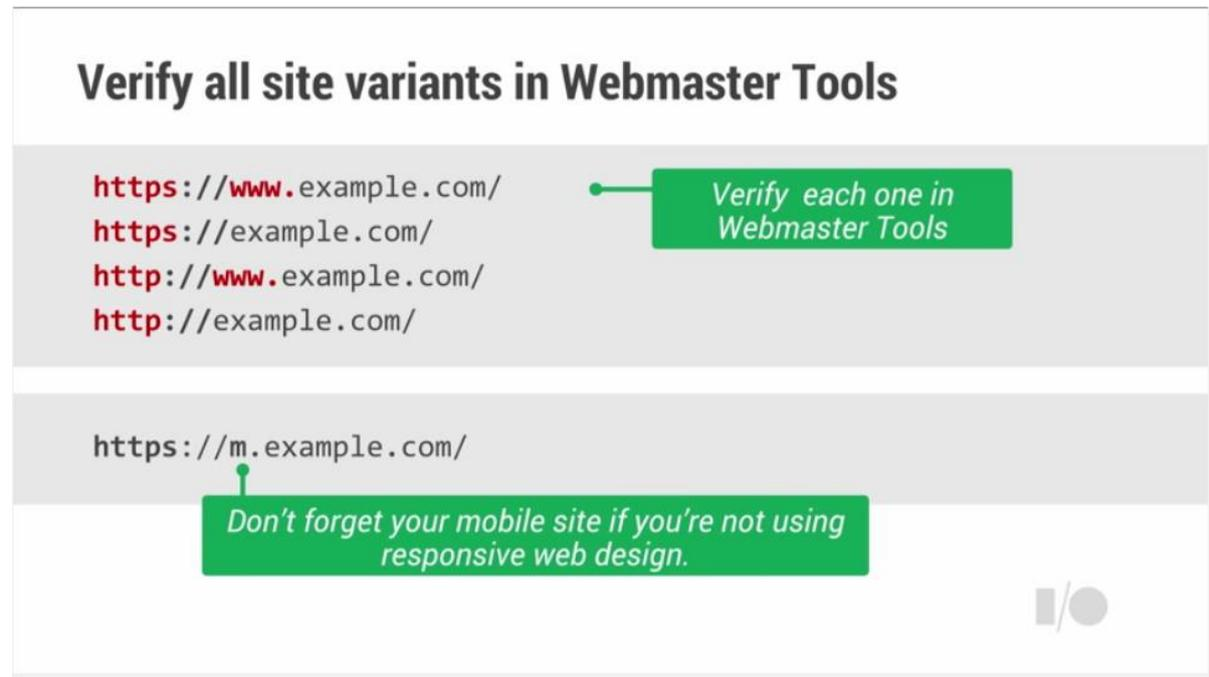 Verify all site variants in Webmaster Tools
https://www.example.com/
Verify each one in
Webmaster Tools
https://example.com/
http://www.example.com/
http://example.com/
https://m.example.com/
Don't forget your mobile site if you're not using
responsive web design.
I/O